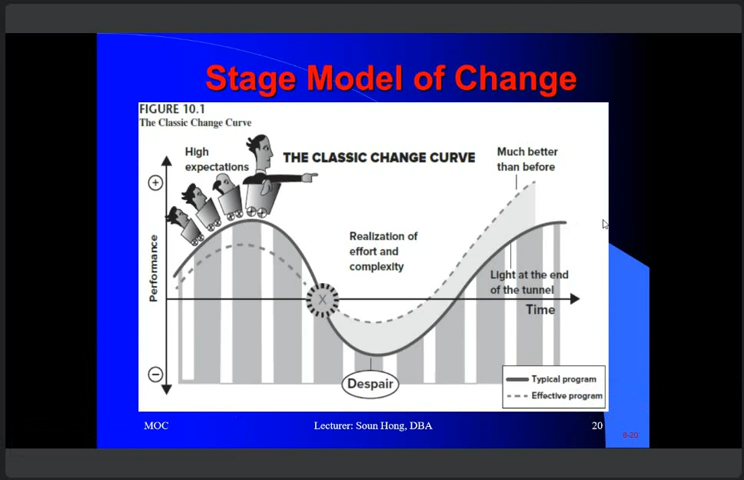 Stage Model of Change
FIGURE 10.1
The Classic Change Curve
High
expectations
THE CLASSIC CHANGE CURVE
Much better
than before
+
Performance
Realization of
effort and
complexity
X
Light at the end
of the tunnel
Time
−
Despair
Typical program
Effective program
MOC
Lecturer: Soun Hong, DBA
20
8-20